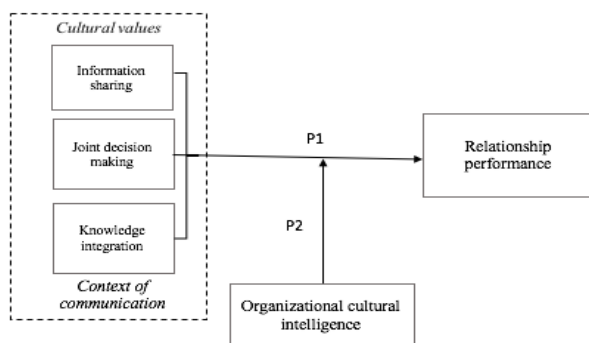 Cultural values
Information
sharing
Joint decision
making
Knowledge
integration
Context of
communication
P1
P2
Relationship
performance
Organizational cultural
intelligence